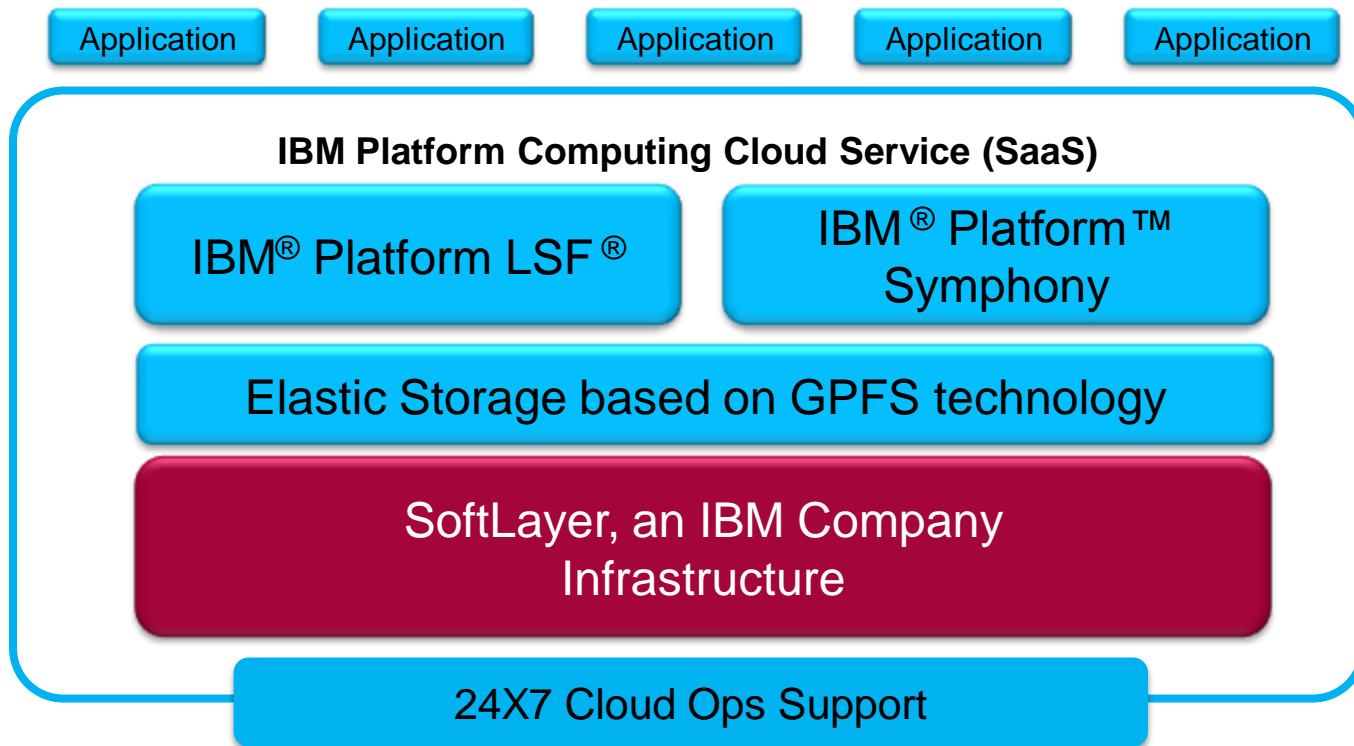 Application Application Application Application Application
IBM Platform Computing Cloud Service (SaaS)
IBM® Platform LSF®
IBM® Platform™
Symphony
Elastic Storage based on GPFS technology
SoftLayer, an IBM Company
Infrastructure
24X7 Cloud Ops Support